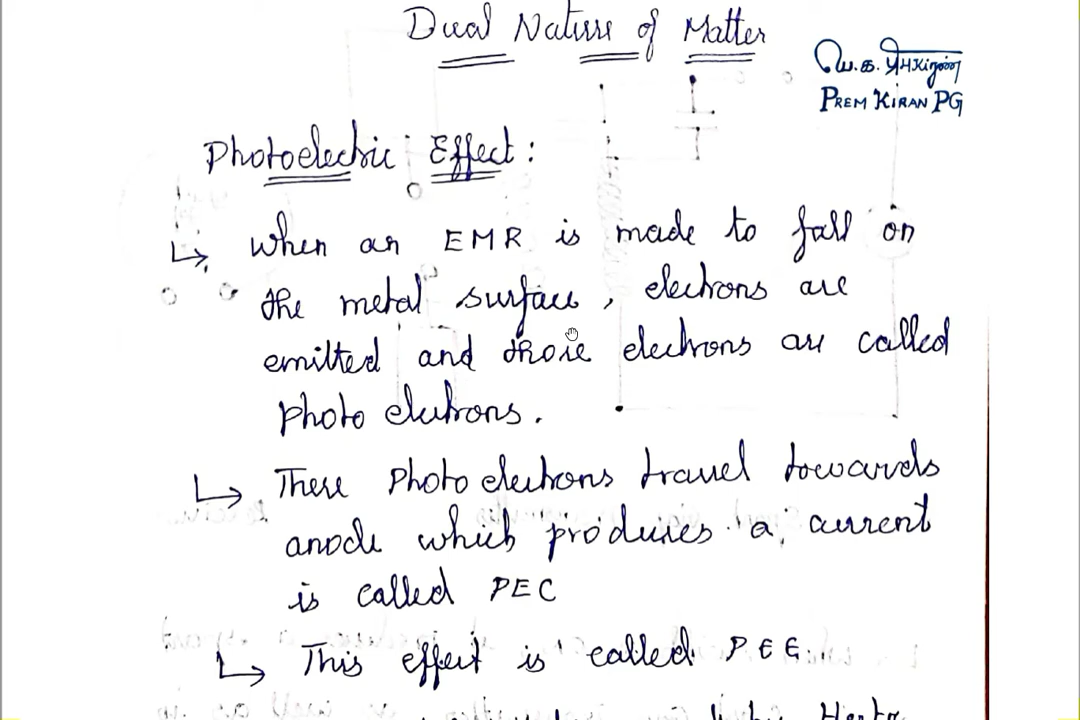 Dual Nature of Matter
PREM KIRAN PG
Photoelectric Effect:
↳ when an EMR is made to fall on
the metal surface, electrons are
emitted and those electrons are called
photo electrons.
↳ These photo electrons travel towards
anode which produces a current
is called PEC
↳ This effect is called PEE.
Hertz